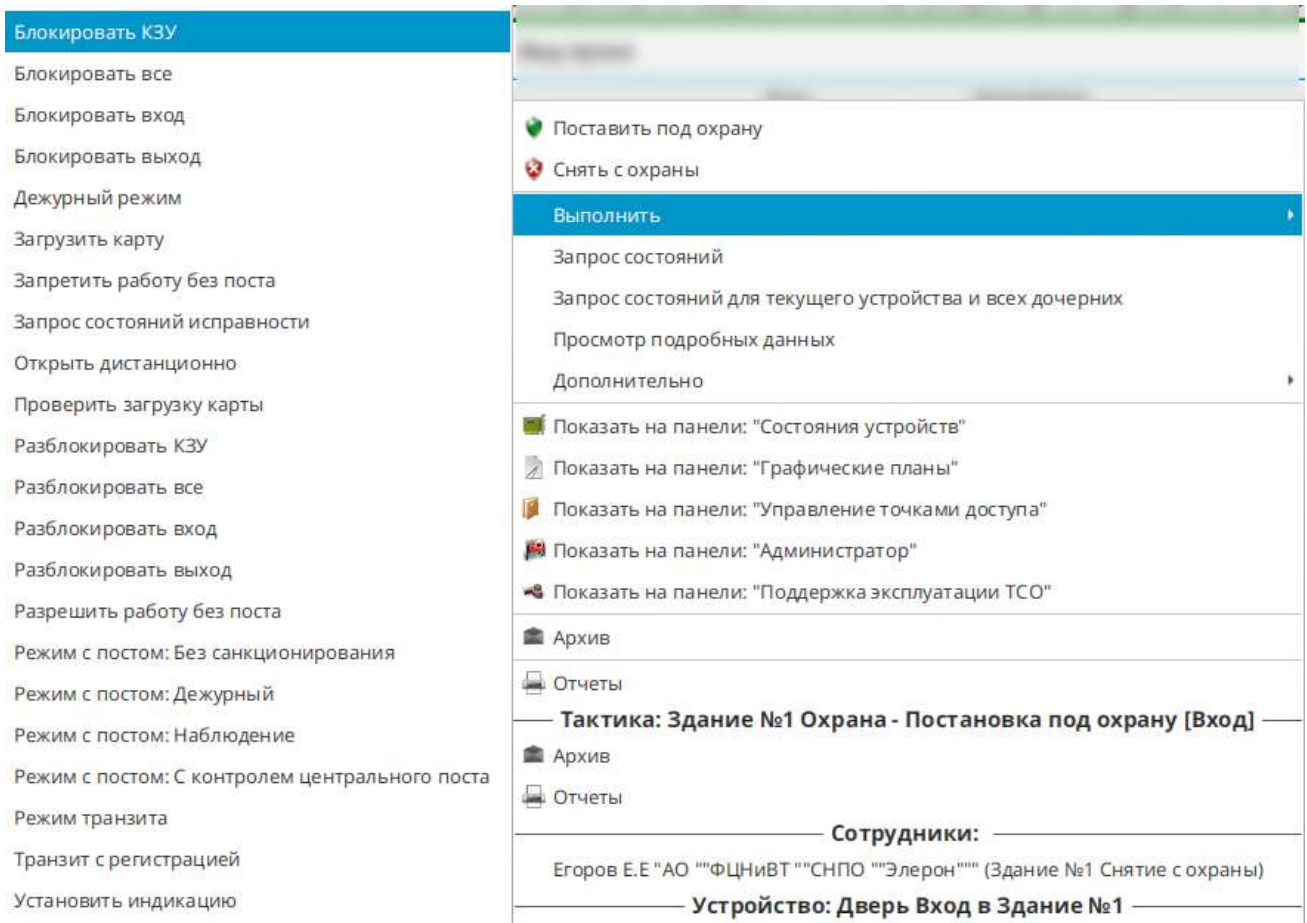 Блокировать КЗУ
Блокировать все
Блокировать вход
Блокировать выход
Дежурный режим
Загрузить карту
Запретить работу без поста
Запрос состояний исправности
Открыть дистанционно
Проверить загрузку карты
Разблокировать КЗУ
Разблокировать все
Разблокировать вход
Разблокировать выход
Разрешить работу без поста
Режим с постом: Без санкционирования
Режим с постом: Дежурный
Режим с постом: Наблюдение
Режим с постом: С контролем центрального поста
Режим транзита
Транзит с регистрацией
Установить индикацию
Поставить под охрану
Снять с охраны
Выполнить
Запрос состояний
Запрос состояний для текущего устройства и всех дочерних
Просмотр подробных данных
Дополнительно
Показать на панели: "Состояния устройств"
Показать на панели: "Графические планы"
Показать на панели: "Управление точками доступа"
Показать на панели: "Администратор"
Показать на панели: "Поддержка эксплуатации ТСО"
Архив
Отчеты
Тактика: Здание №1 Охрана - Постановка под охрану [Вход]
Архив
Отчеты
Сотрудники:
Егоров Е.Е "АО ""ФЦНиВТ ""СНПО ""Элерон""" (Здание №1 Снятие с охраны)
Устройство: Дверь Вход в Здание №1